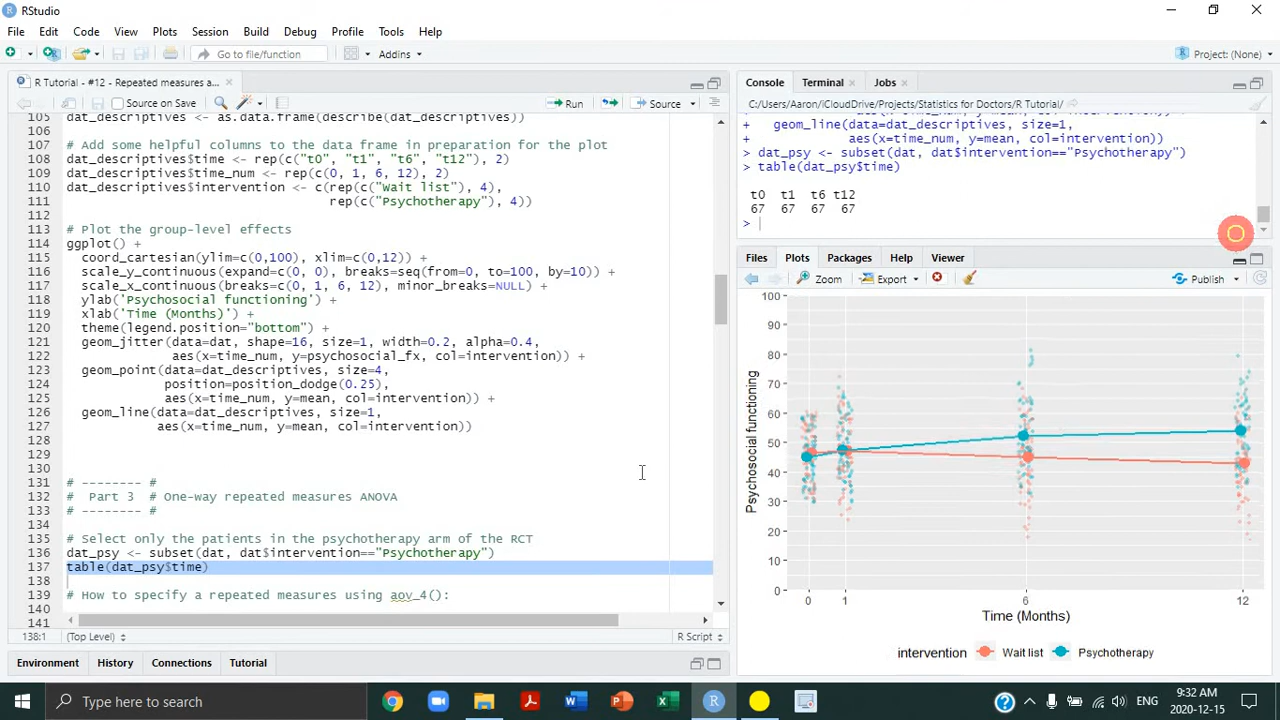 RStudio
File Edit Code View Plots Session Build Debug Profile Tools Help
Go to file/function
Addins
Project: (None)
R Tutorial - #12 - Repeated measures a...
Source on Save
Run
Source
105 dat_descriptives <- as.data.frame(describe(dat_descriptives))
106
107 # Add some helpful columns to the data frame in preparation for the plot
108 dat_descriptives$time <- rep(c("t0", "t1", "t6", "t12"), 2)
109 dat_descriptives$time_num <- rep(c(0, 1, 6, 12), 2)
110 dat_descriptives$intervention <- c(rep(c("Wait list"), 4),
111 rep(c("Psychotherapy"), 4))
112
113 # Plot the group-level effects
114 ggplot() +
115 coord_cartesian(ylim=c(0,100), xlim=c(0,12)) +
116 scale_y_continuous(expand=c(0, 0), breaks=seq(from=0, to=100, by=10)) +
117 scale_x_continuous(breaks=c(0, 1, 6, 12), minor_breaks=NULL) +
118 ylab('Psychosocial functioning') +
119 xlab('Time (Months)') +
120 theme(legend.position="bottom") +
121 geom_jitter(data=dat, shape=16, size=1, width=0.2, alpha=0.4,
122 aes(x=time_num, y=psychosocial_fx, col=intervention)) +
123 geom_point(data=dat_descriptives, size=4,
124 position=position_dodge(0.25),
125 aes(x=time_num, y=mean, col=intervention)) +
126 geom_line(data=dat_descriptives, size=1,
127 aes(x=time_num, y=mean, col=intervention))
128
129
130
131 # -------- #
132 # Part 3 # One-way repeated measures ANOVA
133 # -------- #
134
135 # Select only the patients in the psychotherapy arm of the RCT
136 dat_psy <- subset(dat, dat$intervention=="Psychotherapy")
137 table(dat_psy$time)
138
139 # How to specify a repeated measures using aov_4():
140
141
138:1 (Top Level) R Script
Environment History Connections Tutorial
Console Terminal Jobs
C:/Users/Aaron/iCloudDrive/Projects/Statistics for Doctors/R Tutorial/
+ geom_line(data=dat_descriptives, size=1,
+ aes(x=time_num, y=mean, col=intervention))
> dat_psy <- subset(dat, dat$intervention=="Psychotherapy")
> table(dat_psy$time)
t0 t1 t6 t12
67 67 67 67
>
Files Plots Packages Help Viewer
Zoom Export Publish
Psychosocial functioning
100
90
80
70
60
50
40
30
20
10
0
0 1 6 12
Time (Months)
intervention Wait list Psychotherapy
Type here to search
ENG
9:32 AM
2020-12-15